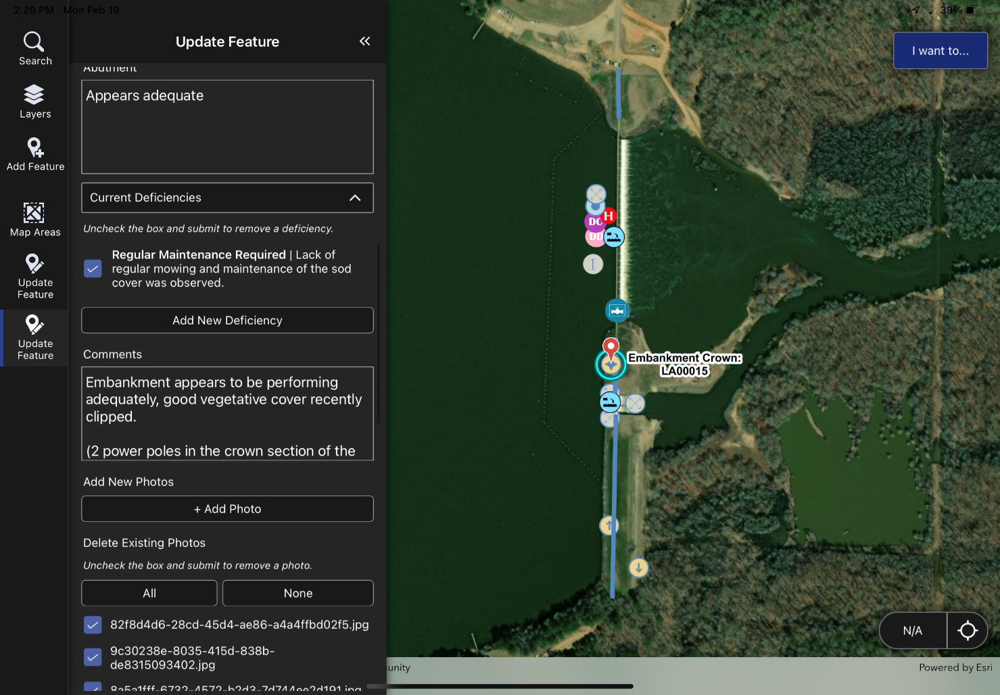 2:20 PM Mon Feb 19
39%
Search
Layers
Add Feature
Map Areas
Update
Feature
Update
Feature
Update Feature
Abutment
Appears adequate
Current Deficiencies
Uncheck the box and submit to remove a deficiency.
Regular Maintenance Required | Lack of
regular mowing and maintenance of the sod
cover was observed.
Add New Deficiency
Comments
Embankment appears to be performing
adequately, good vegetative cover recently
clipped.
(2 power poles in the crown section of the
Add New Photos
+ Add Photo
Delete Existing Photos
Uncheck the box and submit to remove a photo.
All
None
82f8d4d6-28cd-45d4-ae86-a4a4ffbd02f5.jpg
9c30238e-8035-415d-838b-
de8315093402.jpg
8a5a1fff-6732-4572-b2d3-7d744ee2d191.jpg
I want to...
H
DC
DD
I
Embankment Crown:
LA00015
N/A
unity
Powered by Esri